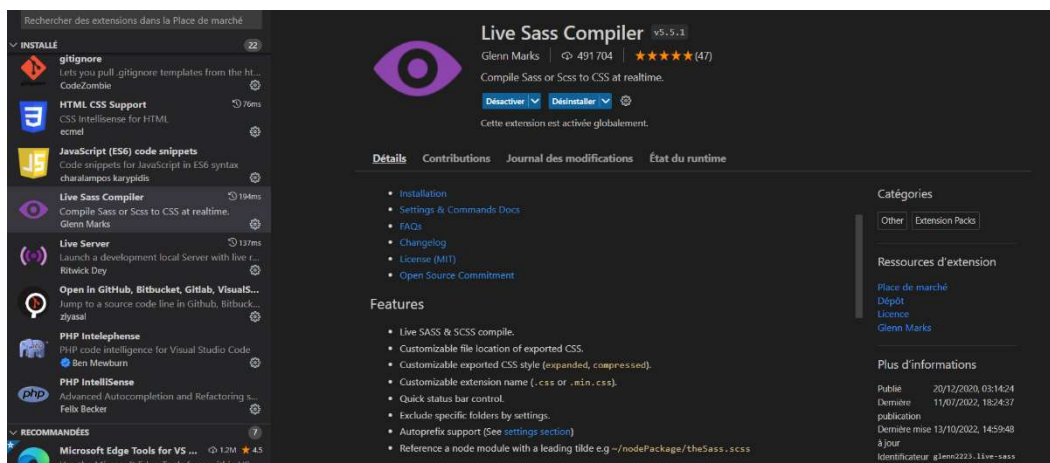 Rechercher des extensions dans la Place de marché
INSTALLÉ 22
gitignore
Lets you pull .gitignore templates from the ht...
CodeZombie
HTML CSS Support 76ms
CSS Intellisense for HTML
ecmel
JavaScript (ES6) code snippets
Code snippets for JavaScript in ES6 syntax
charalampos karypidis
Live Sass Compiler 194ms
Compile Sass or Scss to CSS at realtime.
Glenn Marks
Live Server 137ms
Launch a development local Server with live r...
Ritwick Dey
Open in GitHub, Bitbucket, Gitlab, VisualS...
Jump to a source code line in Github, Bitbuck...
ziyasal
PHP Intelephense
PHP code intelligence for Visual Studio Code
Ben Mewburn
PHP IntelliSense
Advanced Autocompletion and Refactoring s...
Felix Becker
RECOMMANDÉES 7
Microsoft Edge Tools for VS ... 1.2M ★ 4.5
Live Sass Compiler v5.5.1
Glenn Marks | 491 704 | ★★★★★ (47)
Compile Sass or Scss to CSS at realtime.
Désactiver Désinstaller
Cette extension est activée globalement.
Détails Contributions Journal des modifications État du runtime
• Installation
• Settings & Commands Docs
• FAQs
• Changelog
• License (MIT)
• Open Source Commitment
Features
• Live SASS & SCSS compile.
• Customizable file location of exported CSS.
• Customizable exported CSS style (expanded, compressed).
• Customizable extension name (.css or .min.css).
• Quick status bar control.
• Exclude specific folders by settings.
• Autoprefix support (See settings section)
• Reference a node module with a leading tilde e.g ~/nodePackage/theSass.scss
Catégories
Other Extension Packs
Ressources d'extension
Place de marché
Dépôt
Licence
Glenn Marks
Plus d'informations
Publié 20/12/2020, 03:14:24
Dernière 11/07/2022, 18:24:37
publication
Dernière mise 13/10/2022, 14:59:48
à jour
Identificateur glenn2223.live-sass